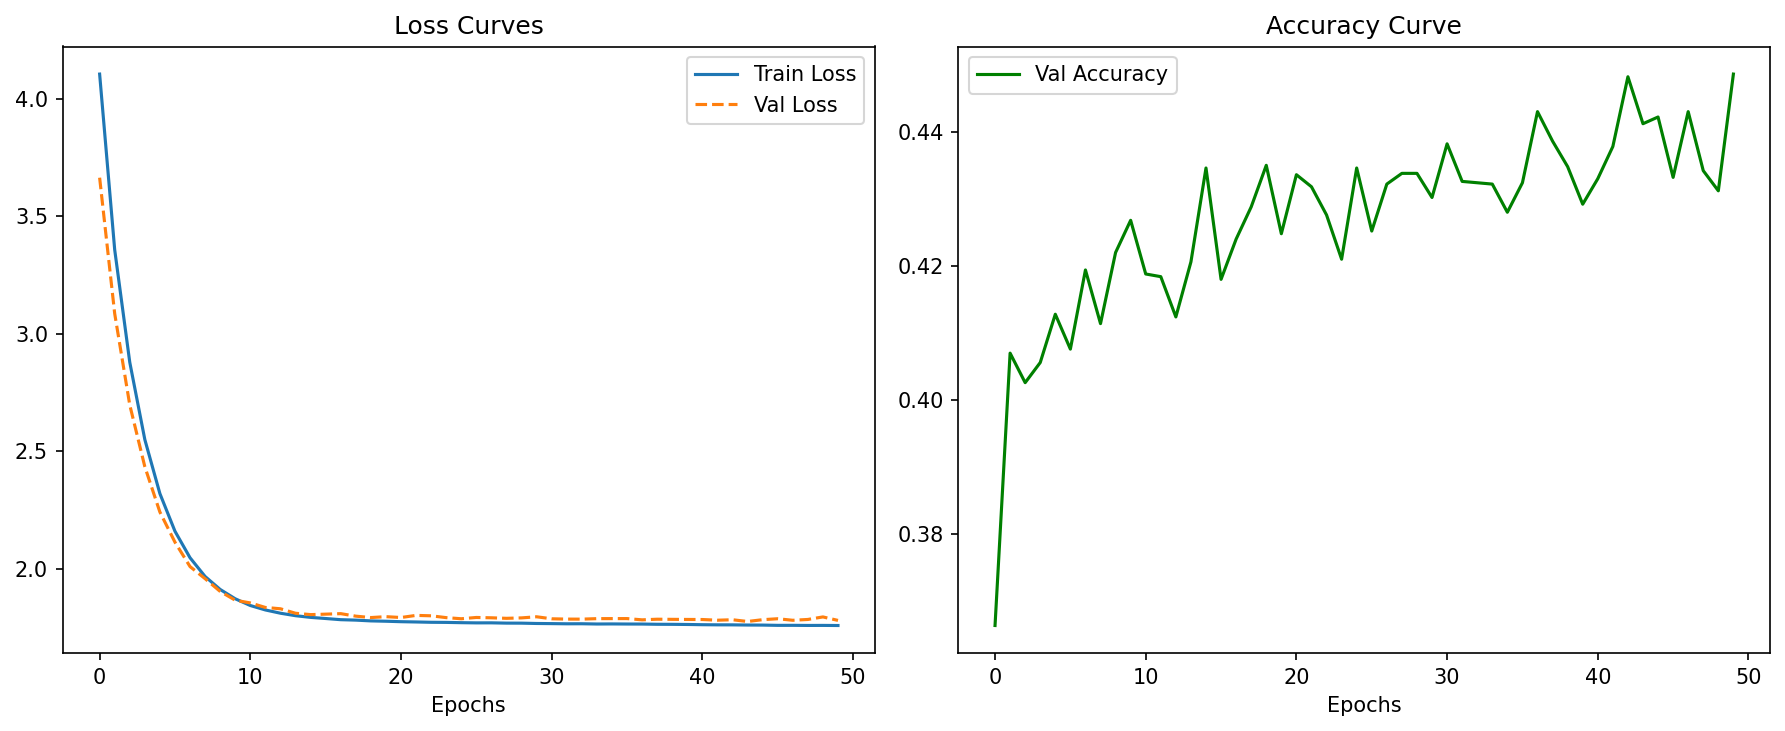 Loss Curves
Train Loss
Val Loss
4.0
3.5
3.0
2.5
2.0
0 10 20 30 40 50
Epochs
Accuracy Curve
Val Accuracy
0.44
0.42
0.40
0.38
0 10 20 30 40 50
Epochs